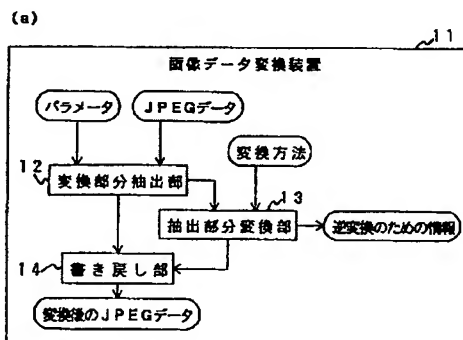 (a)
11
画像データ変換装置
パラメータ
JPEGデータ
変換方法
12
変換部分抽出部
13
抽出部分変換部
逆変換のための情報
14
書き戻し部
変換後のJPEGデータ